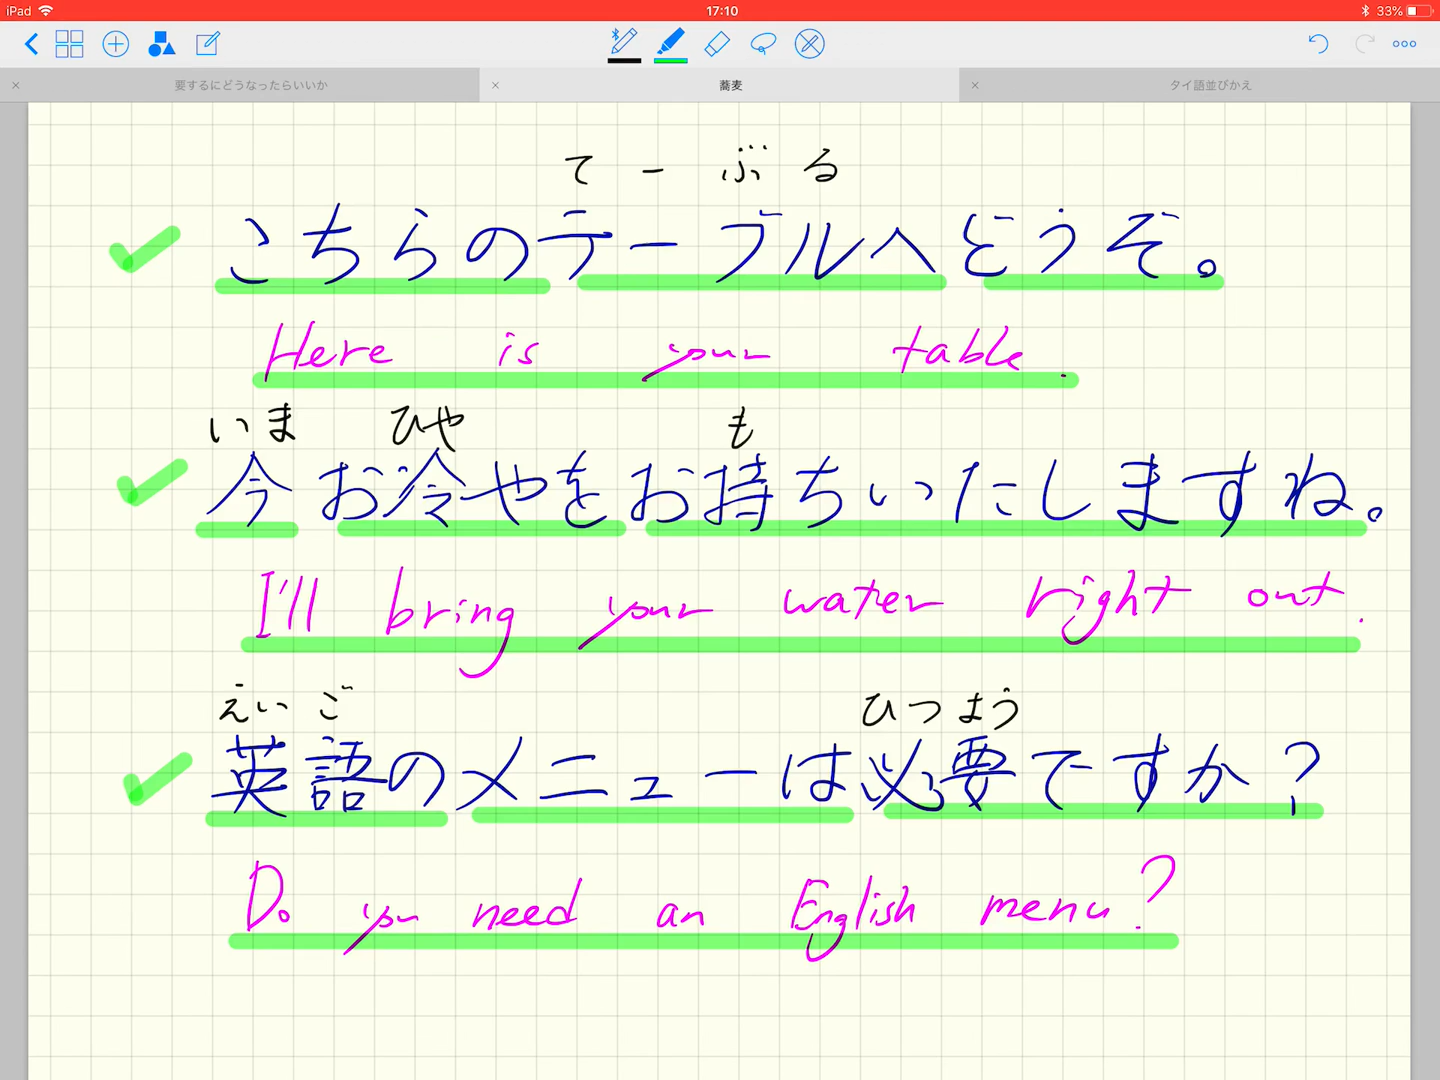 iPad 17:10 33%
要するにどうなったらいいか 蕎麦 タイ語並びかえ
てーぶる
こちらのテーブルへどうぞ。
Here is your table.
いま ひや も
今お冷やをお持ちいたしますね。
I'll bring your water right out.
えいご ひつよう
英語のメニューは必要ですか?
Do you need an English menu?